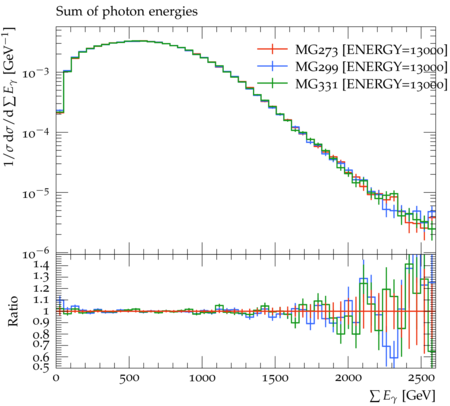 Sum of photon energies
1/σ dσ/d∑Eγ [GeV⁻¹]
MG273 [ENERGY=13000]
MG299 [ENERGY=13000]
MG331 [ENERGY=13000]
10⁻³
10⁻⁴
10⁻⁵
10⁻⁶
Ratio
1.4
1.3
1.2
1.1
1
0.9
0.8
0.7
0.6
0.5
0 500 1000 1500 2000 2500
∑Eγ [GeV]